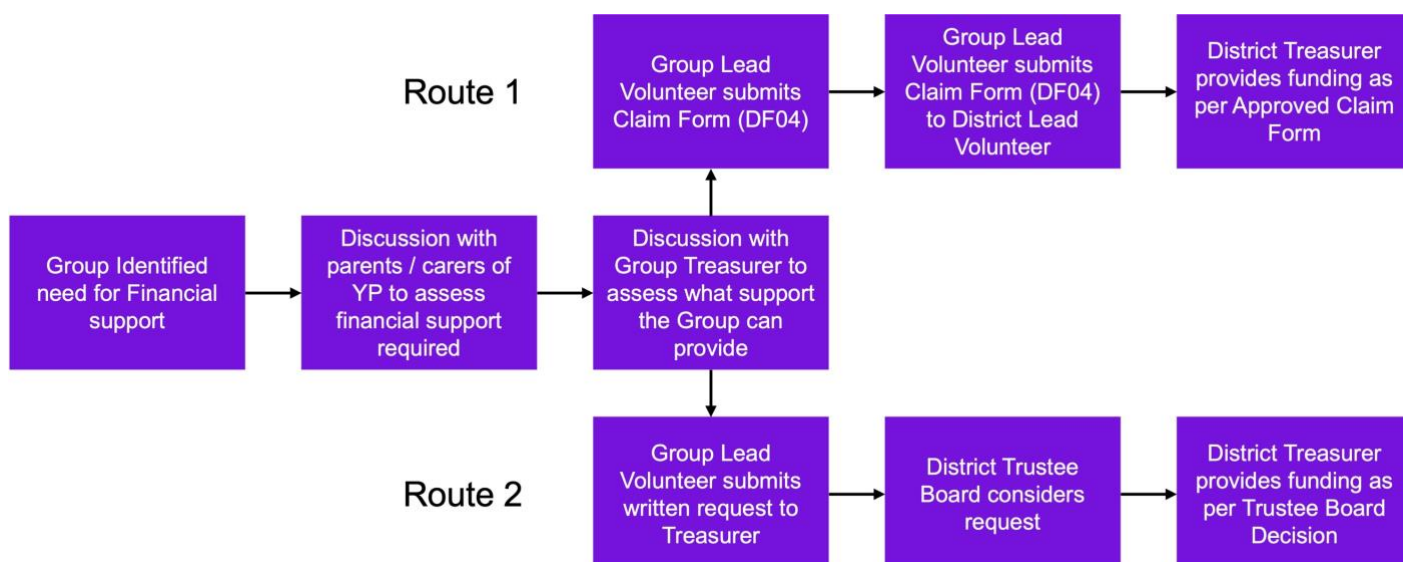 Route 1
Group Lead
Volunteer submits
Claim Form (DF04)
Group Lead
Volunteer submits
Claim Form (DF04)
to District Lead
Volunteer
District Treasurer
provides funding as
per Approved Claim
Form
Group Identified
need for Financial
support
Discussion with
parents / carers of
YP to assess
financial support
required
Discussion with
Group Treasurer to
assess what support
the Group can
provide
Route 2
Group Lead
Volunteer submits
written request to
Treasurer
District Trustee
Board considers
request
District Treasurer
provides funding as
per Trustee Board
Decision